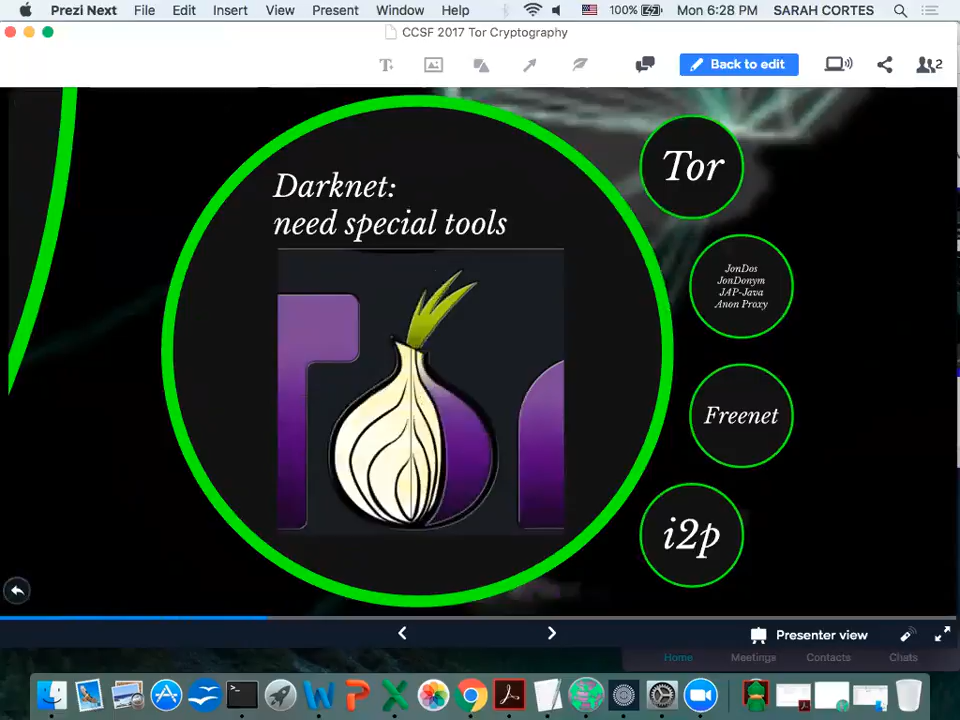 Prezi Next File Edit Insert View Present Window Help 100% Mon 6:28 PM SARAH CORTES
CCSF 2017 Tor Cryptography
Back to edit
2
Darknet:
need special tools
Tor
JonDos
JonDonym
JAP-Java
Anon Proxy
Freenet
i2p
Presenter view
Home Meetings Contacts Chats